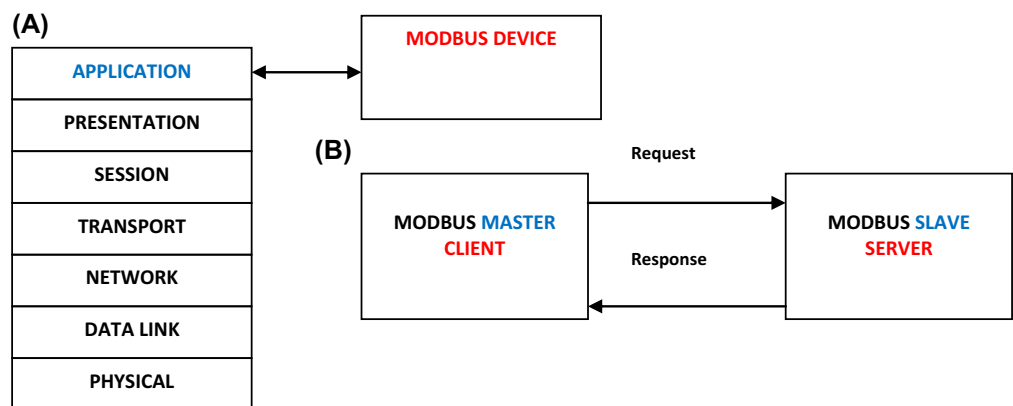 (A)
APPLICATION
PRESENTATION
SESSION
TRANSPORT
NETWORK
DATA LINK
PHYSICAL
MODBUS DEVICE
(B)
Request
MODBUS MASTER
CLIENT
Response
MODBUS SLAVE
SERVER